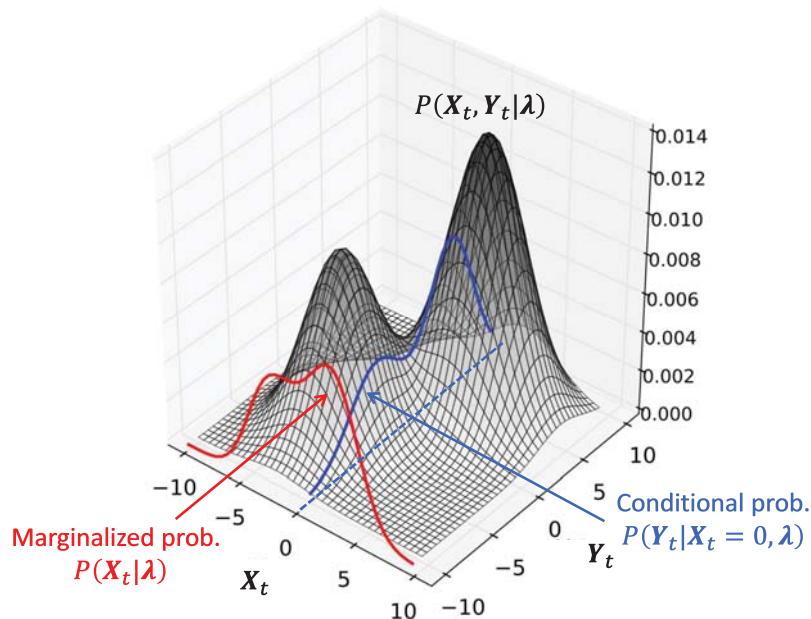 P(X_t, Y_t|λ)
0.014
0.012
0.010
0.008
0.006
0.004
0.002
0.000
−10
−5
0
5
10
X_t
−10
−5
0
5
10
Y_t
Marginalized prob.
P(X_t|λ)
Conditional prob.
P(Y_t|X_t = 0, λ)